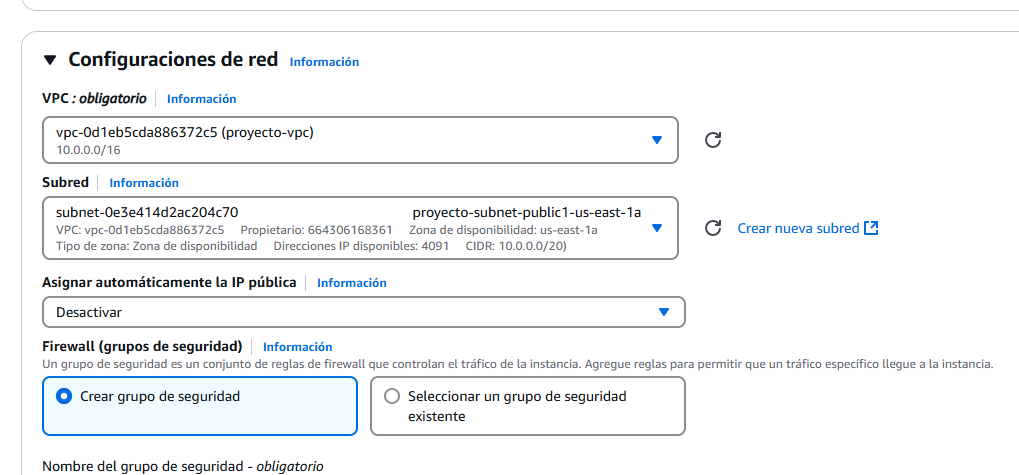 Configuraciones de red Información
VPC : obligatorio Información
vpc-0d1eb5cda886372c5 (proyecto-vpc)
10.0.0.0/16
Subred Información
subnet-0e3e414d2ac204c70 proyecto-subnet-public1-us-east-1a
VPC: vpc-0d1eb5cda886372c5 Propietario: 664306168361 Zona de disponibilidad: us-east-1a
Tipo de zona: Zona de disponibilidad Direcciones IP disponibles: 4091 CIDR: 10.0.0.0/20)
Crear nueva subred
Asignar automáticamente la IP pública Información
Desactivar
Firewall (grupos de seguridad) Información
Un grupo de seguridad es un conjunto de reglas de firewall que controlan el tráfico de la instancia. Agregue reglas para permitir que un tráfico específico llegue a la instancia.
Crear grupo de seguridad
Seleccionar un grupo de seguridad
existente
Nombre del grupo de seguridad - obligatorio